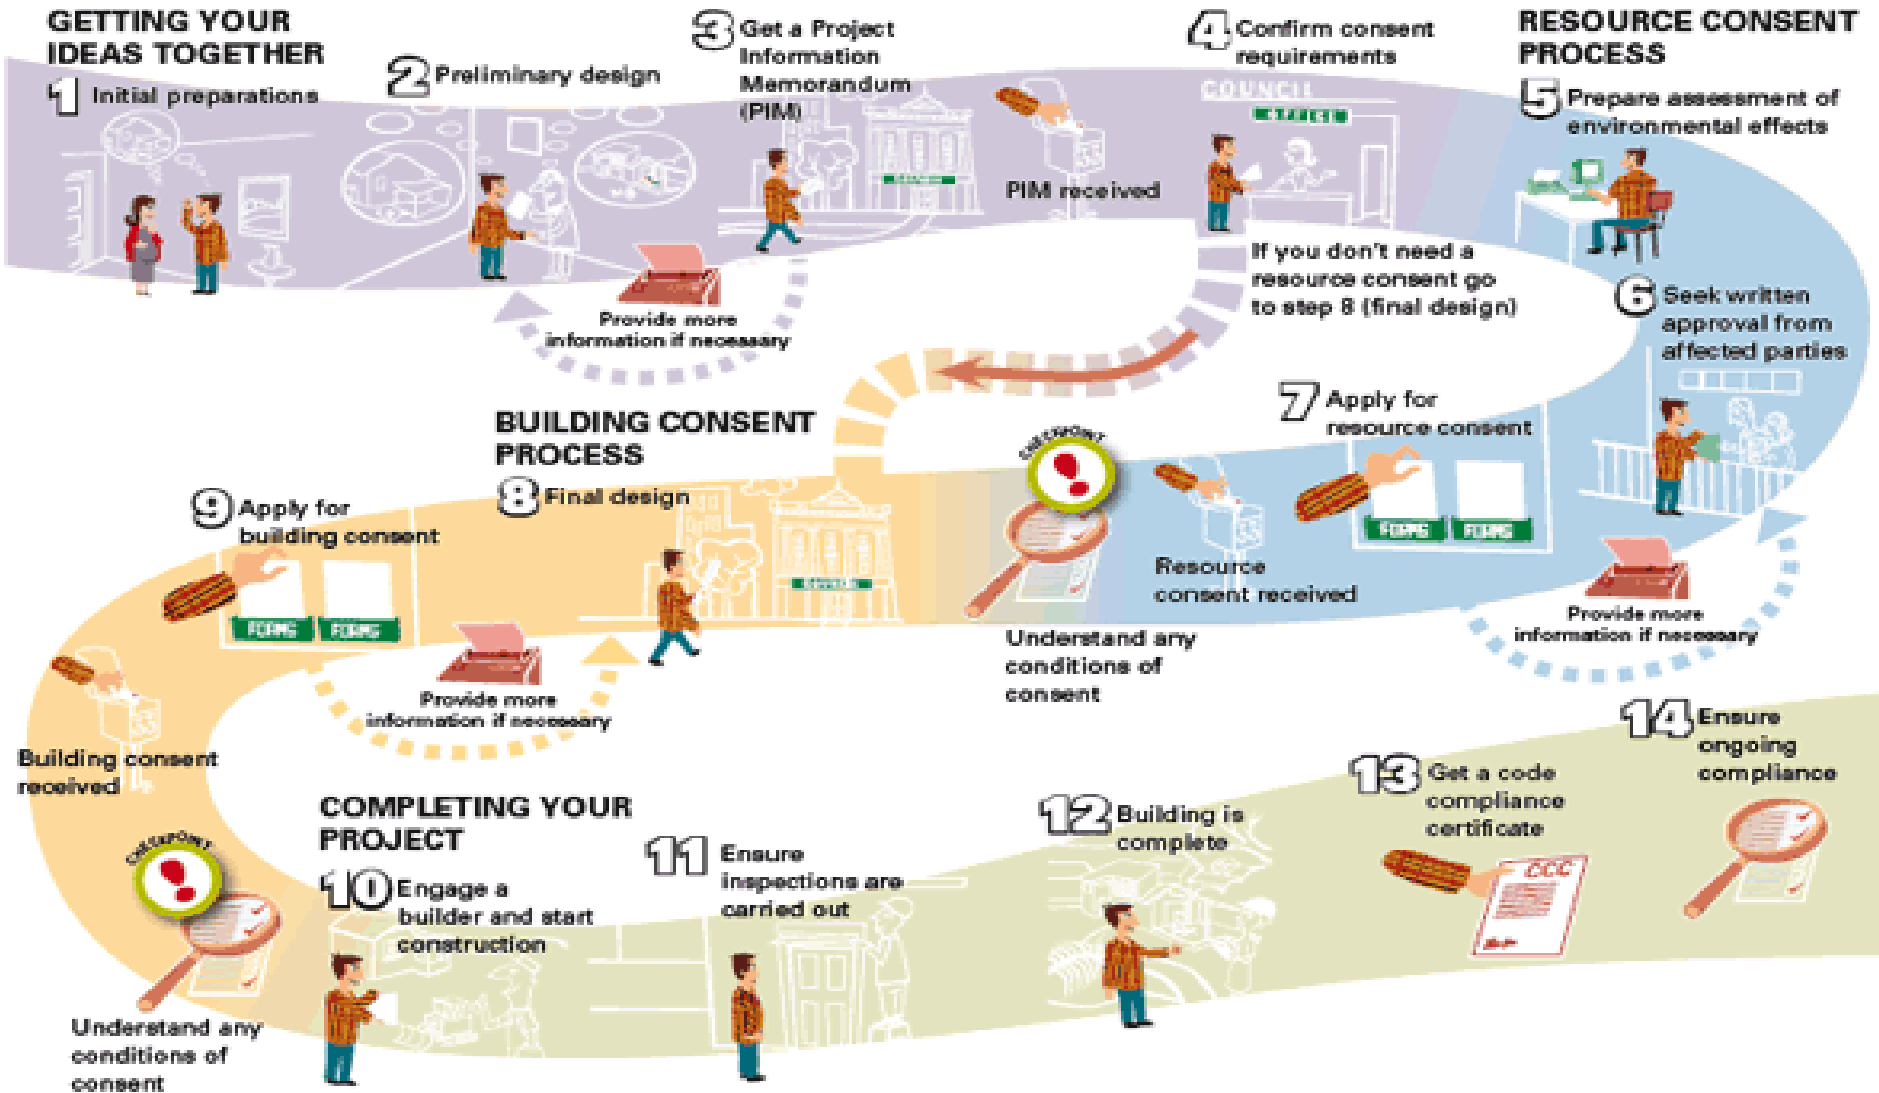 GETTING YOUR
IDEAS TOGETHER
1 Initial preparations
2 Preliminary design
3 Get a Project
Information
Memorandum
(PIM)
PIM received
Provide more
information if necessary
4 Confirm consent
requirements
COUNCIL
OFFICE
If you don't need a
resource consent go
to step 8 (final design)
RESOURCE CONSENT
PROCESS
5 Prepare assessment of
environmental effects
6 Seek written
approval from
affected parties
Provide more
information if necessary
7 Apply for
resource consent
FORMS FORMS
Resource
consent received
CHECKPOINT
Understand any
conditions of
consent
BUILDING CONSENT
PROCESS
8 Final design
9 Apply for
building consent
FORMS FORMS
Provide more
information if necessary
Building consent
received
CHECKPOINT
Understand any
conditions of
consent
COMPLETING YOUR
PROJECT
10 Engage a
builder and start
construction
11 Ensure
inspections are
carried out
12 Building is
complete
13 Get a code
compliance
certificate
CCC
14 Ensure
ongoing
compliance